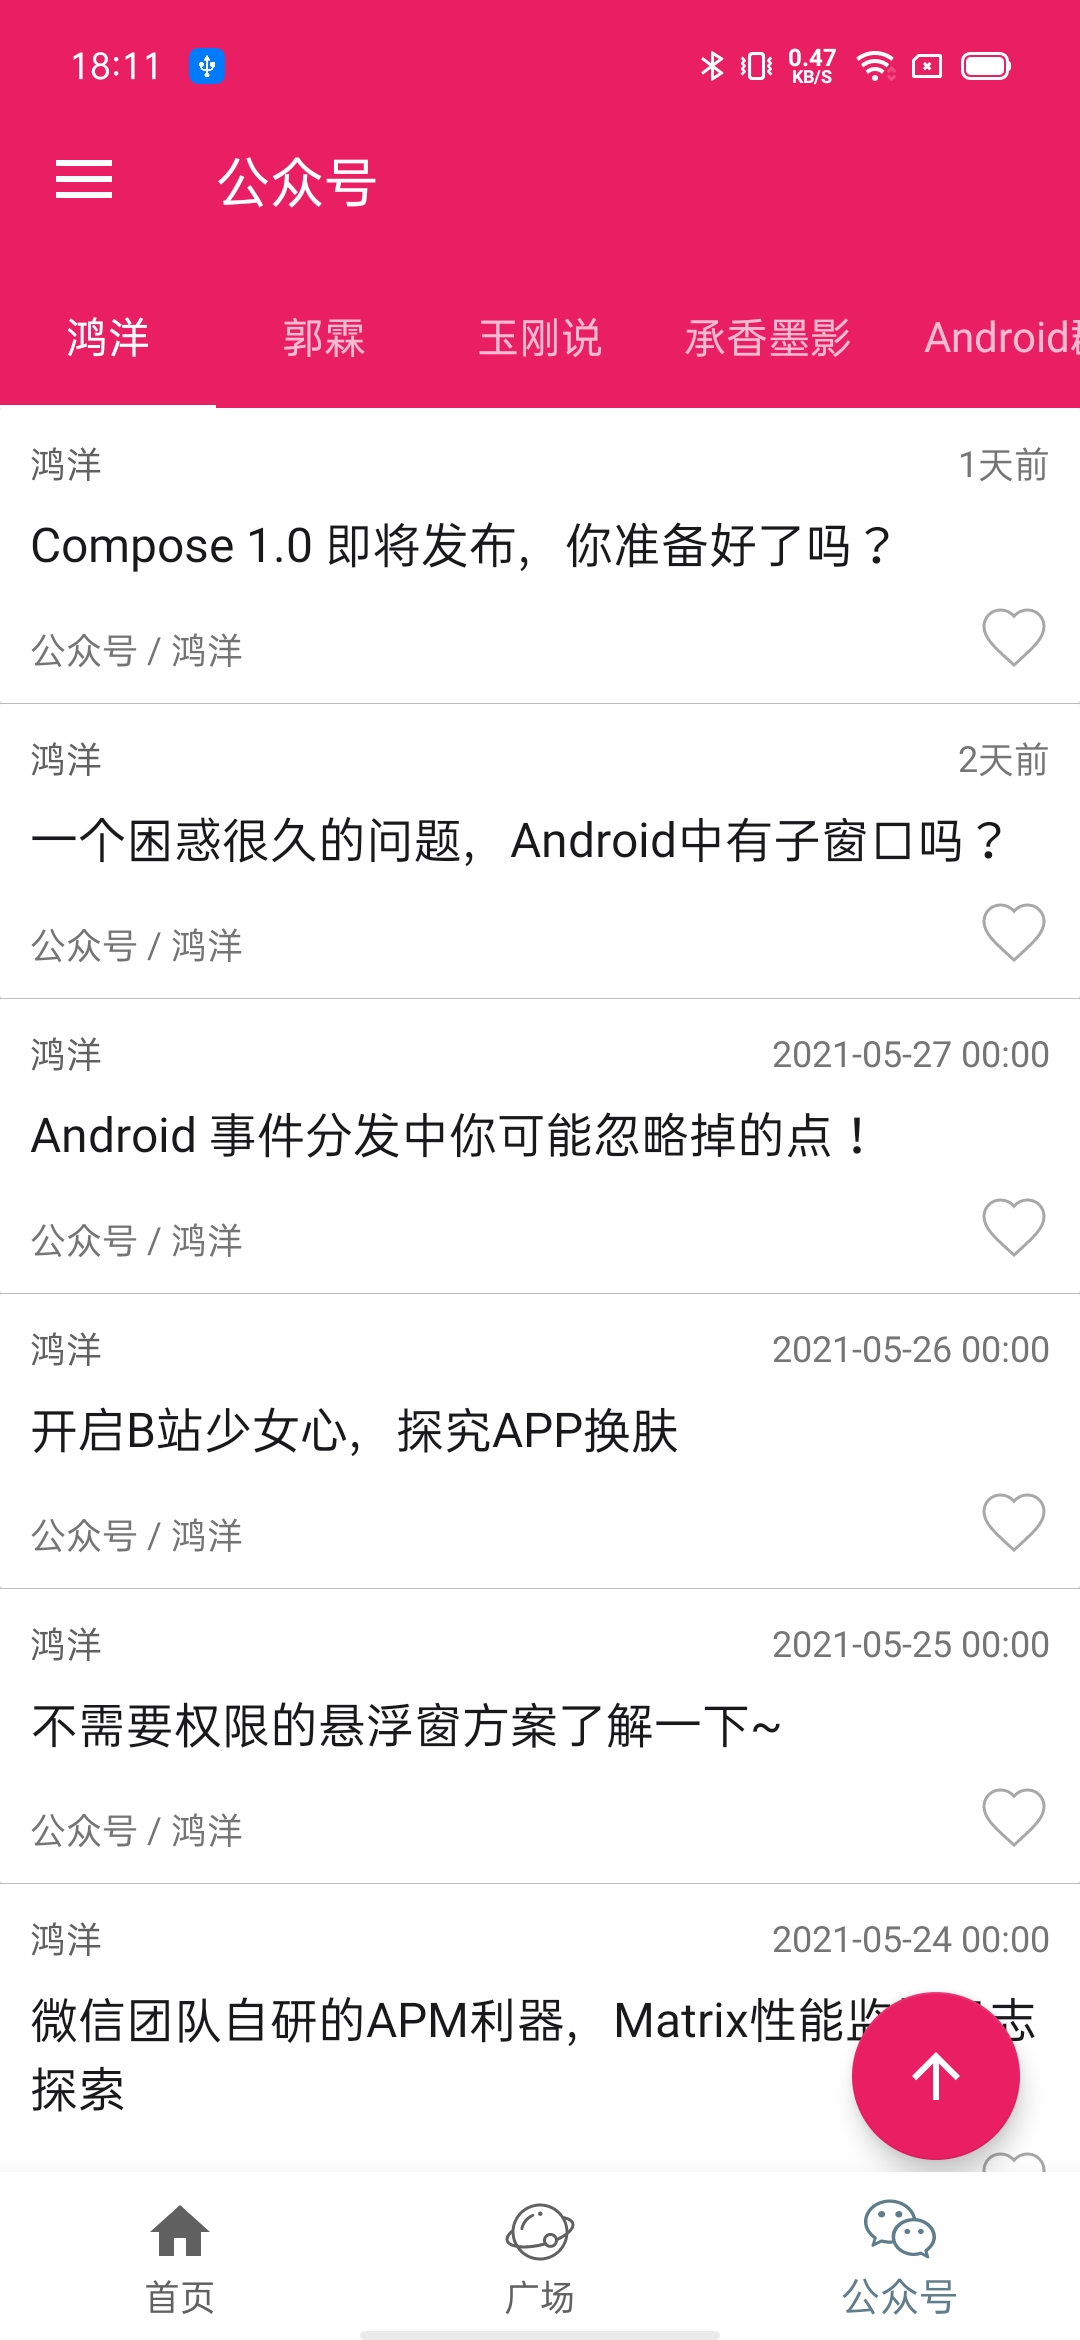 18:11
0.47
KB/S
公众号
鸿洋 郭霖 玉刚说 承香墨影 Android
鸿洋 1天前
Compose 1.0 即将发布，你准备好了吗？
公众号 / 鸿洋
鸿洋 2天前
一个困惑很久的问题，Android中有子窗口吗？
公众号 / 鸿洋
鸿洋 2021-05-27 00:00
Android 事件分发中你可能忽略掉的点！
公众号 / 鸿洋
鸿洋 2021-05-26 00:00
开启B站少女心，探究APP换肤
公众号 / 鸿洋
鸿洋 2021-05-25 00:00
不需要权限的悬浮窗方案了解一下~
公众号 / 鸿洋
鸿洋 2021-05-24 00:00
微信团队自研的APM利器，Matrix性能监 志
探索
首页 广场 公众号